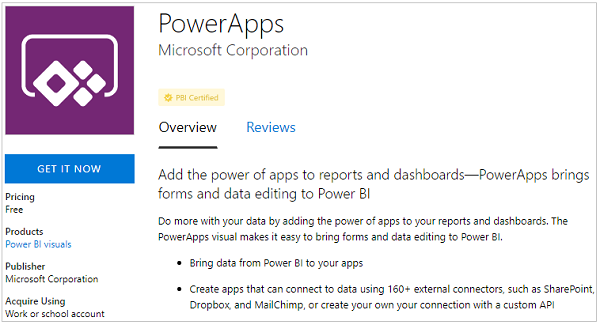 PowerApps
Microsoft Corporation
PBI Certified
Overview Reviews
GET IT NOW
Pricing
Free
Products
Power BI visuals
Publisher
Microsoft Corporation
Acquire Using
Work or school account
Add the power of apps to reports and dashboards—PowerApps brings
forms and data editing to Power BI
Do more with your data by adding the power of apps to your reports and dashboards. The
PowerApps visual makes it easy to bring forms and data editing to Power BI.
• Bring data from Power BI to your apps
• Create apps that can connect to data using 160+ external connectors, such as SharePoint,
Dropbox, and MailChimp, or create your own your connection with a custom API